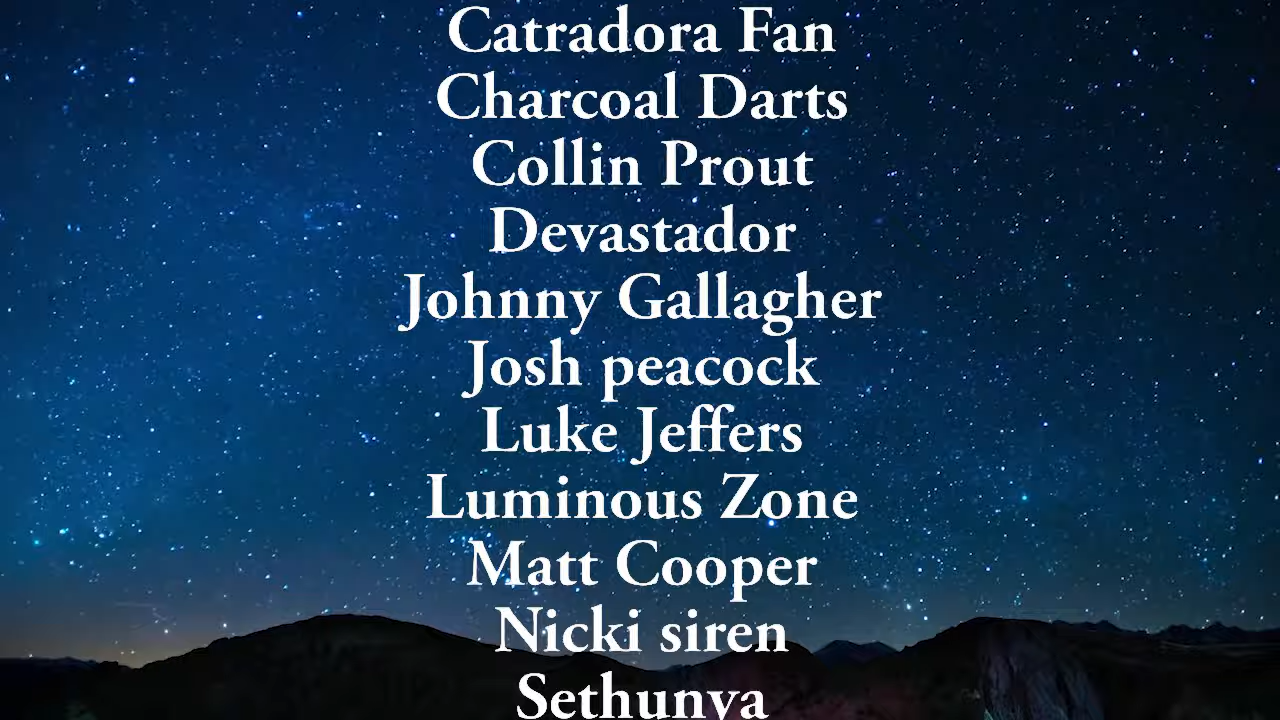 Catradora Fan
Charcoal Darts
Collin Prout
Devastador
Johnny Gallagher
Josh peacock
Luke Jeffers
Luminous Zone
Matt Cooper
Nicki siren
Sethunya